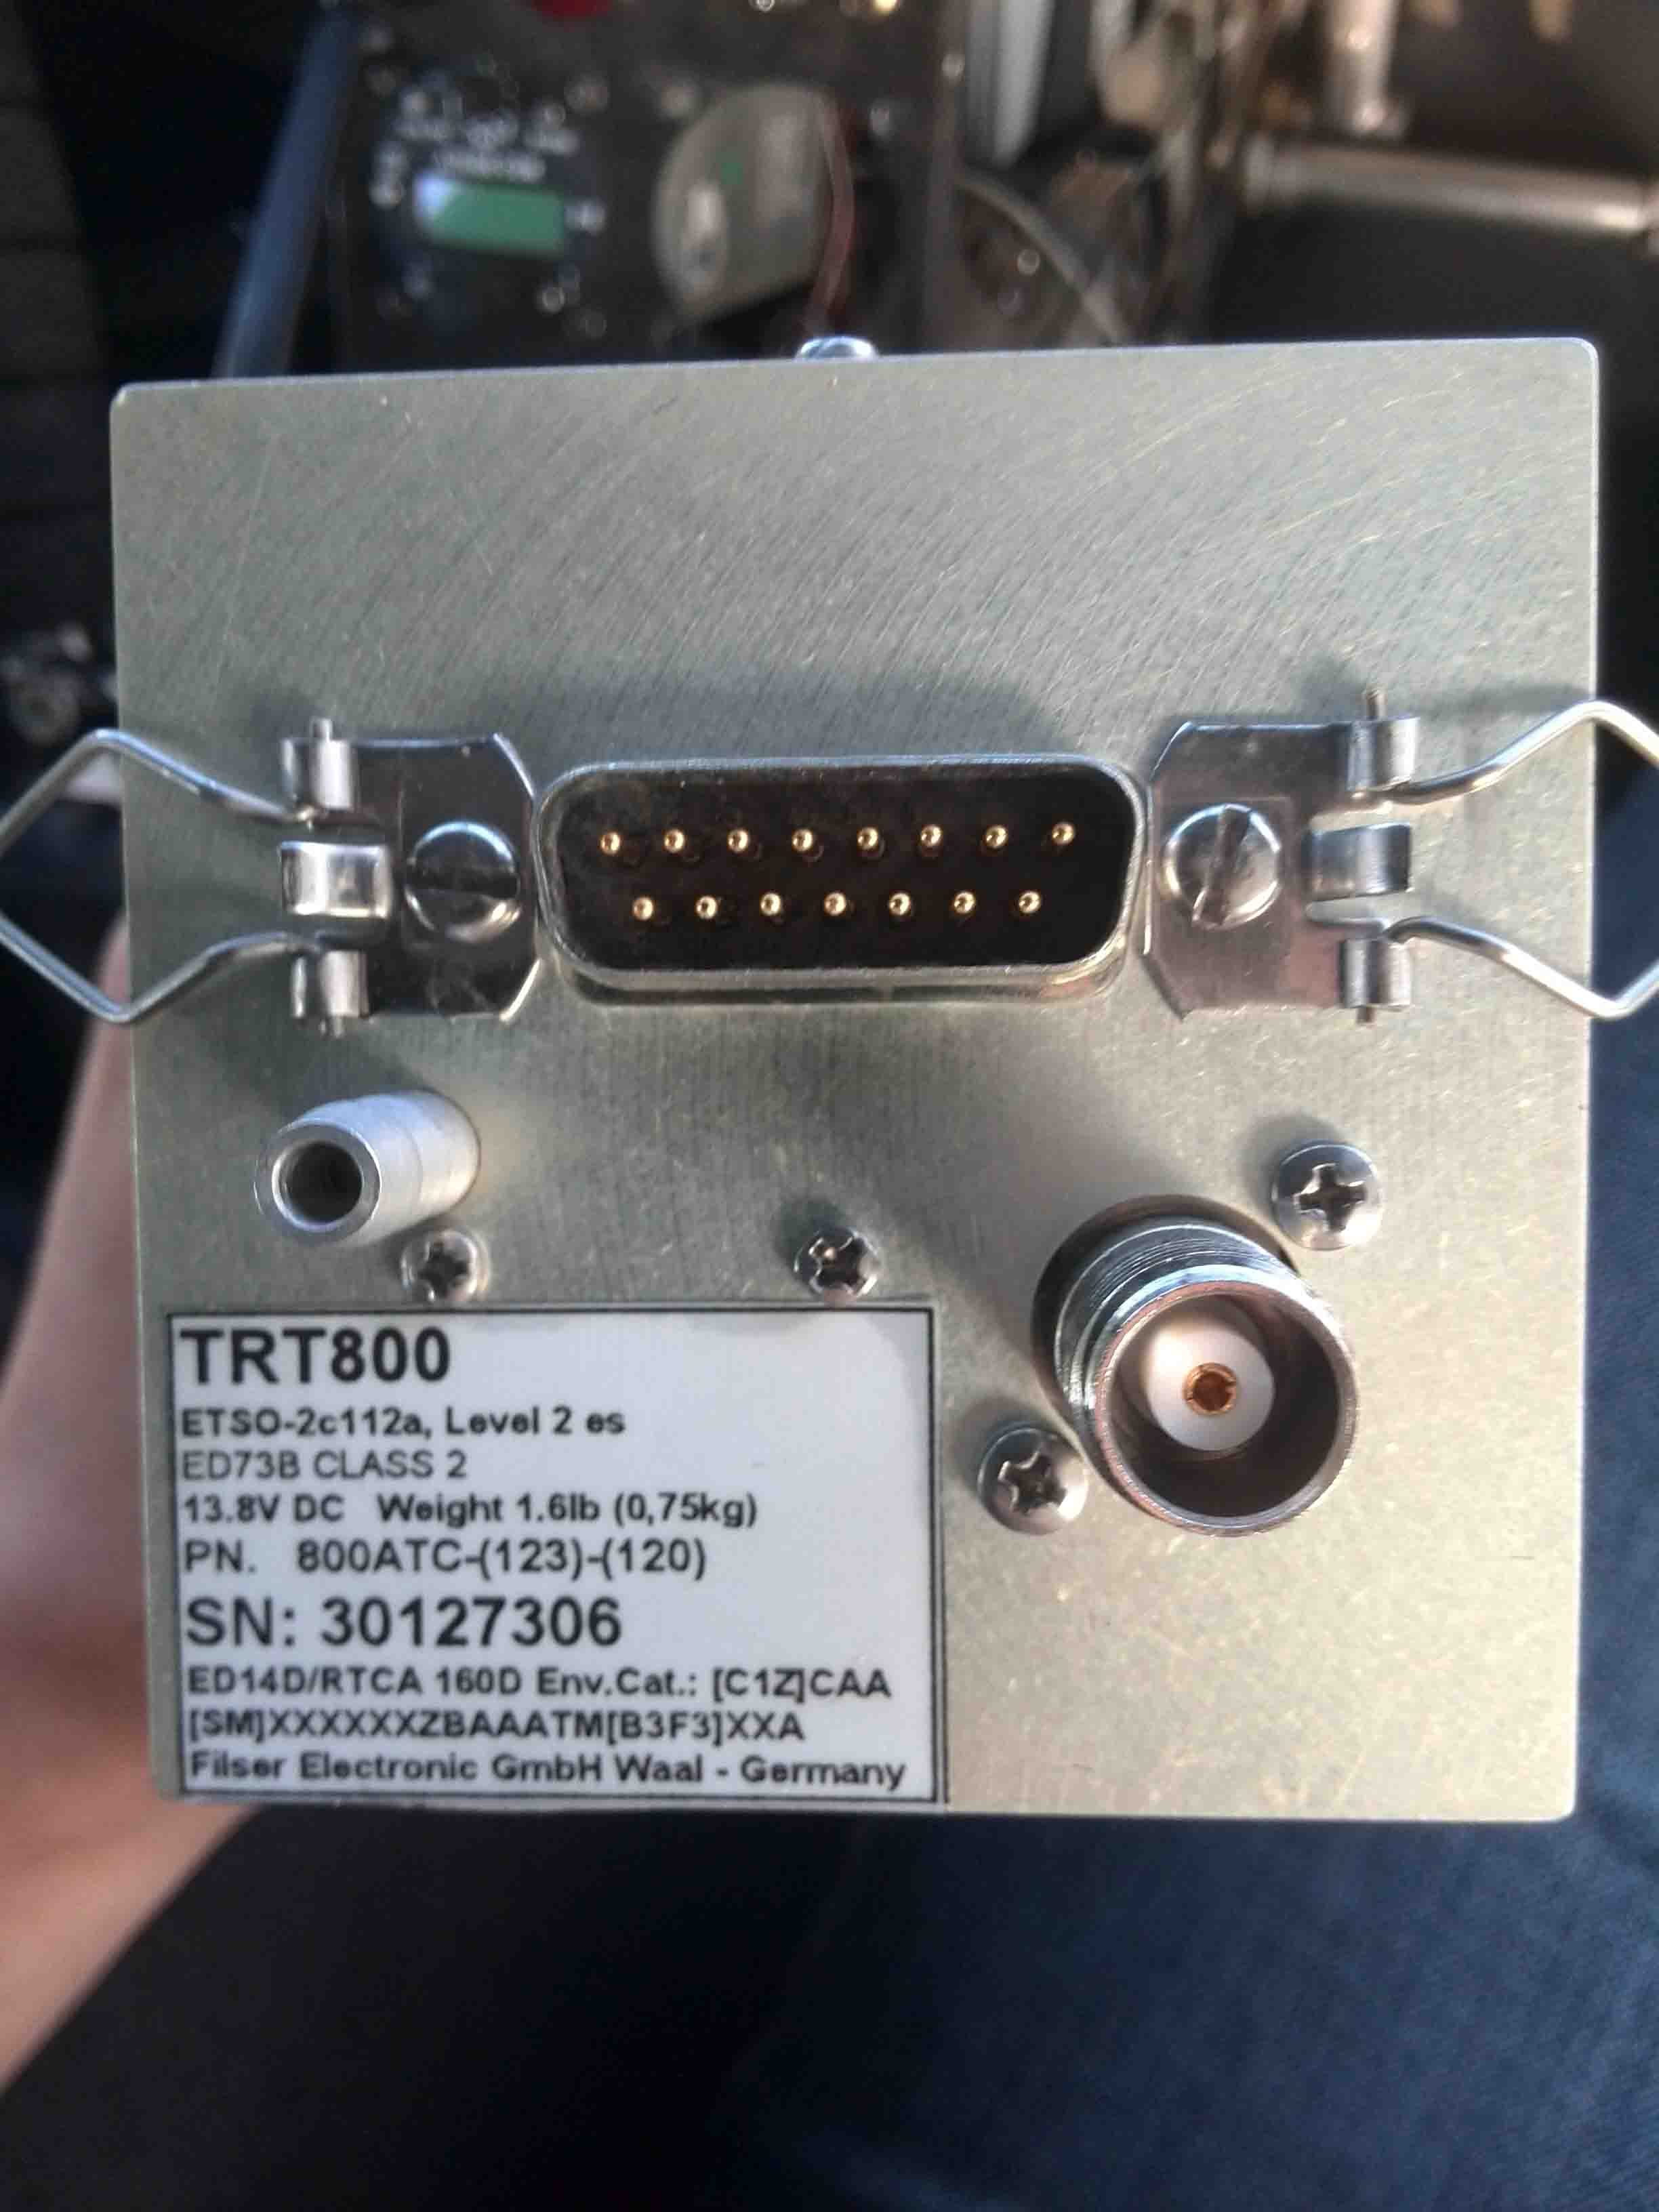 TRT800
ETSO-2c112a, Level 2 es
ED73B CLASS 2
13.8V DC Weight 1.6lb (0,75kg)
PN. 800ATC-(123)-(120)
SN: 30127306
ED14D/RTCA 160D Env.Cat.: [C1Z]CAA
[SM]XXXXXXZBAAATM[B3F3]XXA
Filser Electronic GmbH Waal - Germany